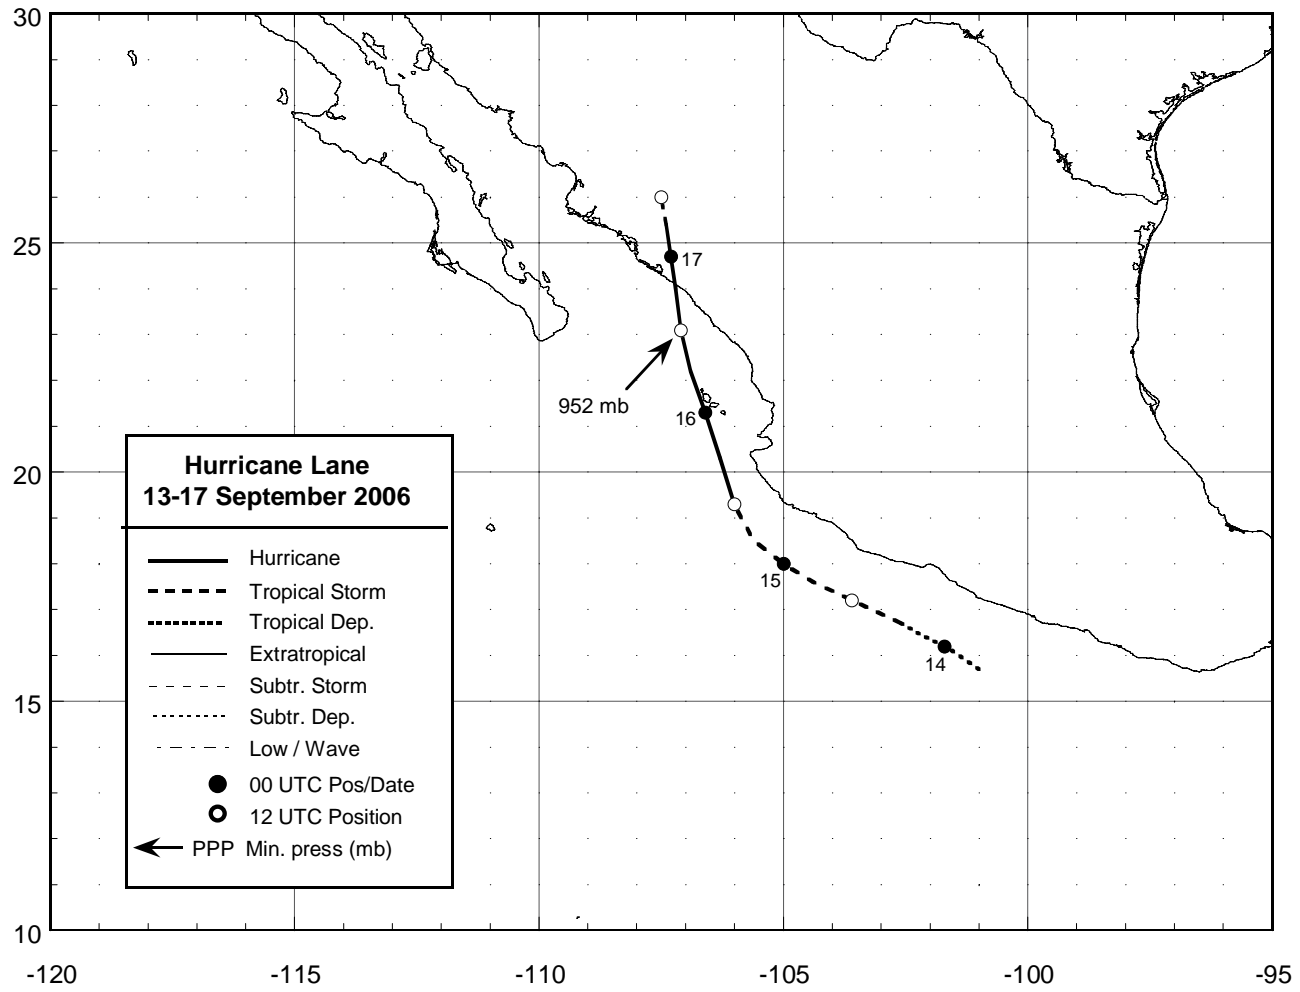 30
25
17
952 mb
16
20
15
14
15
10
-120
-115
-110
-105
-100
-95
Hurricane Lane
13-17 September 2006
Hurricane
Tropical Storm
Tropical Dep.
Extratropical
Subtr. Storm
Subtr. Dep.
Low / Wave
00 UTC Pos/Date
12 UTC Position
PPP Min. press (mb)